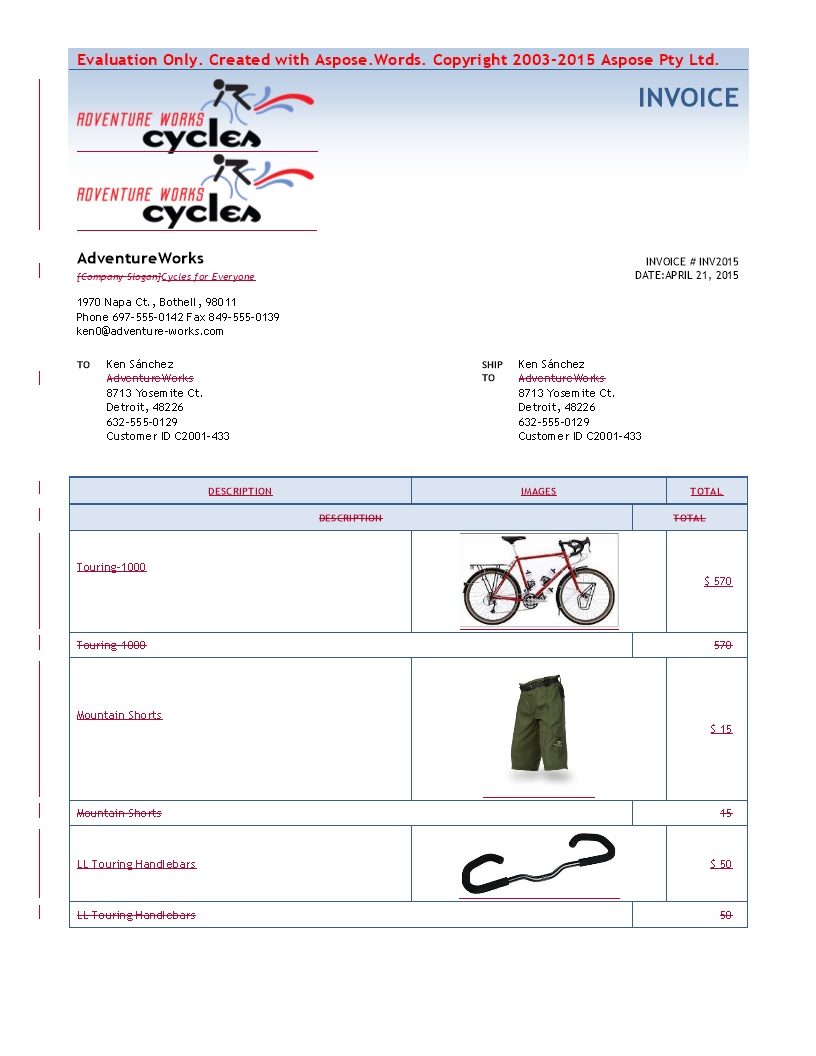 Evaluation Only. Created with Aspose.Words. Copyright 2003-2015 Aspose Pty Ltd.
ADVENTURE WORKS
cycles
INVOICE
ADVENTURE WORKS
cycles
AdventureWorks
[Company Slogan]Cycles for Everyone
INVOICE # INV2015
DATE:APRIL 21, 2015
1970 Napa Ct., Bothell, 98011
Phone 697-555-0142 Fax 849-555-0139
ken0@adventure-works.com
TO
Ken Sánchez
AdventureWorks
8713 Yosemite Ct.
Detroit, 48226
632-555-0129
Customer ID C2001-433
SHIP
TO
Ken Sánchez
AdventureWorks
8713 Yosemite Ct.
Detroit, 48226
632-555-0129
Customer ID C2001-433
DESCRIPTION IMAGES TOTAL
DESCRIPTION TOTAL
Touring-1000 $ 570
Touring-1000 570
Mountain Shorts $ 15
Mountain Shorts 15
LL Touring Handlebars $ 50
LL Touring Handlebars 50